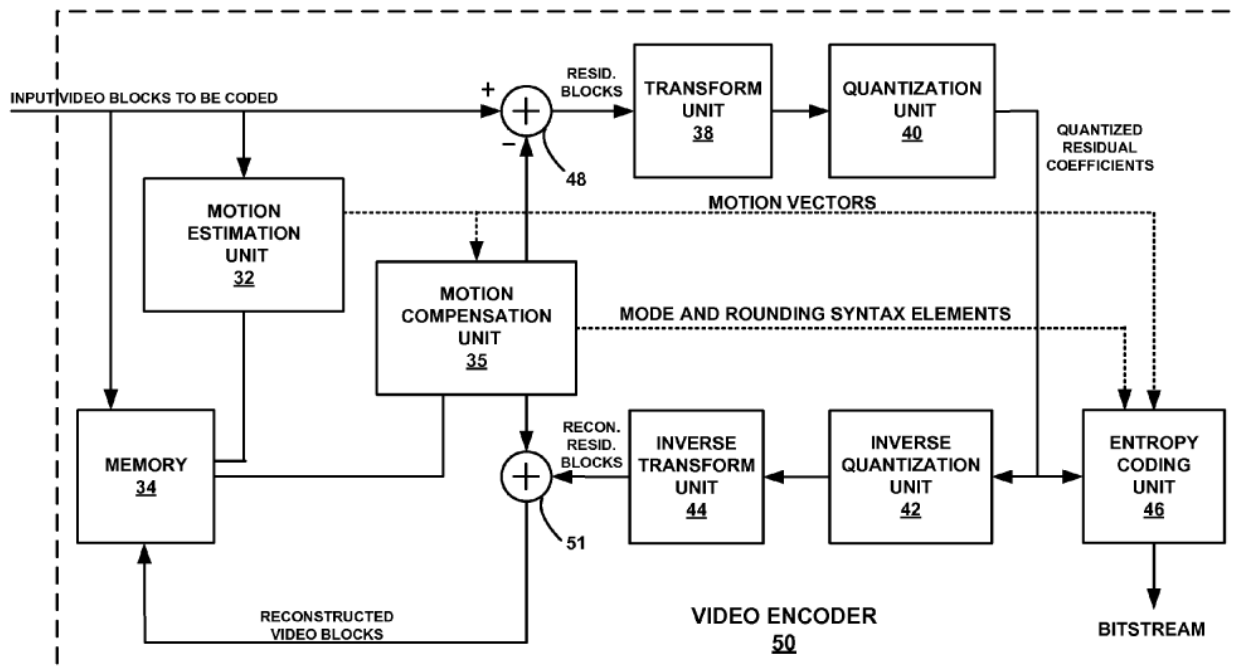 INPUT VIDEO BLOCKS TO BE CODED
+
−
48
RESID.
BLOCKS
TRANSFORM
UNIT
38
QUANTIZATION
UNIT
40
QUANTIZED
RESIDUAL
COEFFICIENTS
MOTION
ESTIMATION
UNIT
32
MOTION VECTORS
MOTION
COMPENSATION
UNIT
35
MODE AND ROUNDING SYNTAX ELEMENTS
MEMORY
34
RECON.
RESID.
BLOCKS
+
51
INVERSE
TRANSFORM
UNIT
44
INVERSE
QUANTIZATION
UNIT
42
ENTROPY
CODING
UNIT
46
RECONSTRUCTED
VIDEO BLOCKS
VIDEO ENCODER
50
BITSTREAM